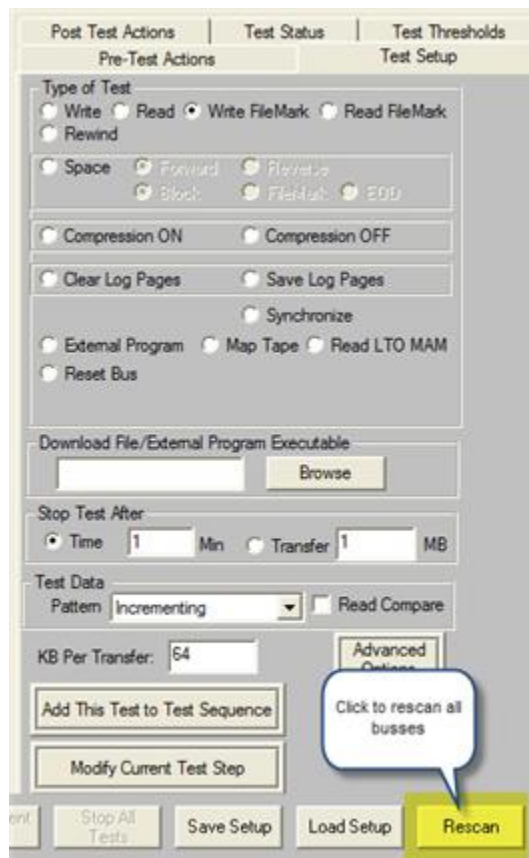 Post Test Actions Test Status Test Thresholds
Pre-Test Actions Test Setup
Type of Test
Write Read Write FileMark Read FileMark
Rewind
Space Forward Reverse
Block FileMark EOD
Compression ON Compression OFF
Clear Log Pages Save Log Pages
Synchronize
External Program Map Tape Read LTO MAM
Reset Bus
Download File/External Program Executable
Browse
Stop Test After
Time 1 Min Transfer 1 MB
Test Data
Pattern Incrementing Read Compare
KB Per Transfer: 64
Advanced
Options
Click to rescan all
busses
Add This Test to Test Sequence
Modify Current Test Step
Stop All
Tests
Save Setup Load Setup Rescan